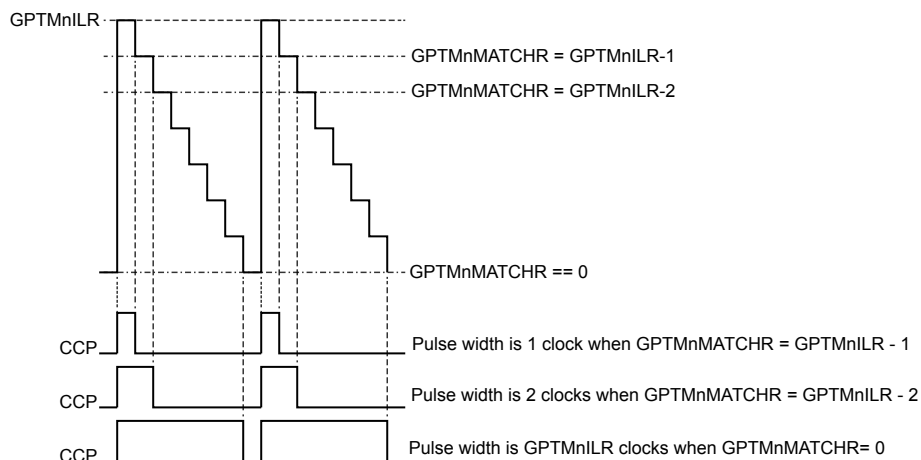 GPTMnILR
GPTMnMATCHR = GPTMnILR-1
GPTMnMATCHR = GPTMnILR-2
GPTMnMATCHR == 0
CCP
Pulse width is 1 clock when GPTMnMATCHR = GPTMnILR - 1
CCP
Pulse width is 2 clocks when GPTMnMATCHR = GPTMnILR - 2
CCP
Pulse width is GPTMnILR clocks when GPTMnMATCHR= 0